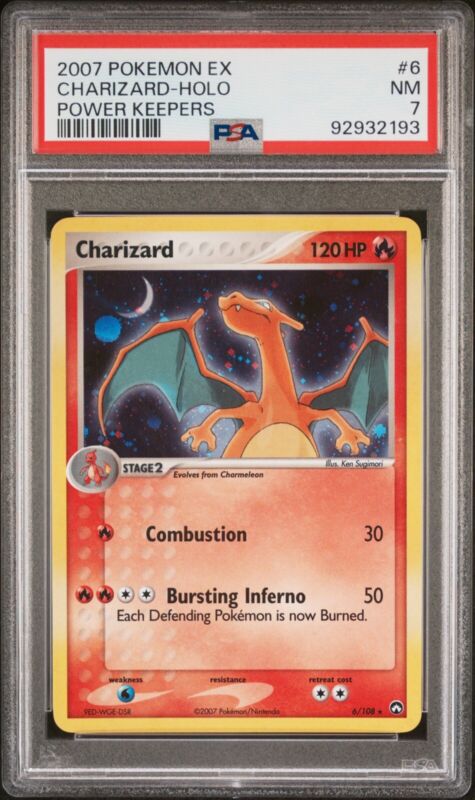 2007 POKEMON EX #6
CHARIZARD-HOLO NM
POWER KEEPERS 7
PSA 92932193
Charizard 120 HP
Illus. Ken Sugimori
STAGE2
Evolves from Charmeleon
Combustion 30
Bursting Inferno 50
Each Defending Pokémon is now Burned.
weakness resistance retreat cost
9ED-WGE-DSR ©2007 Pokémon/Nintendo 6/108 ★
PSA